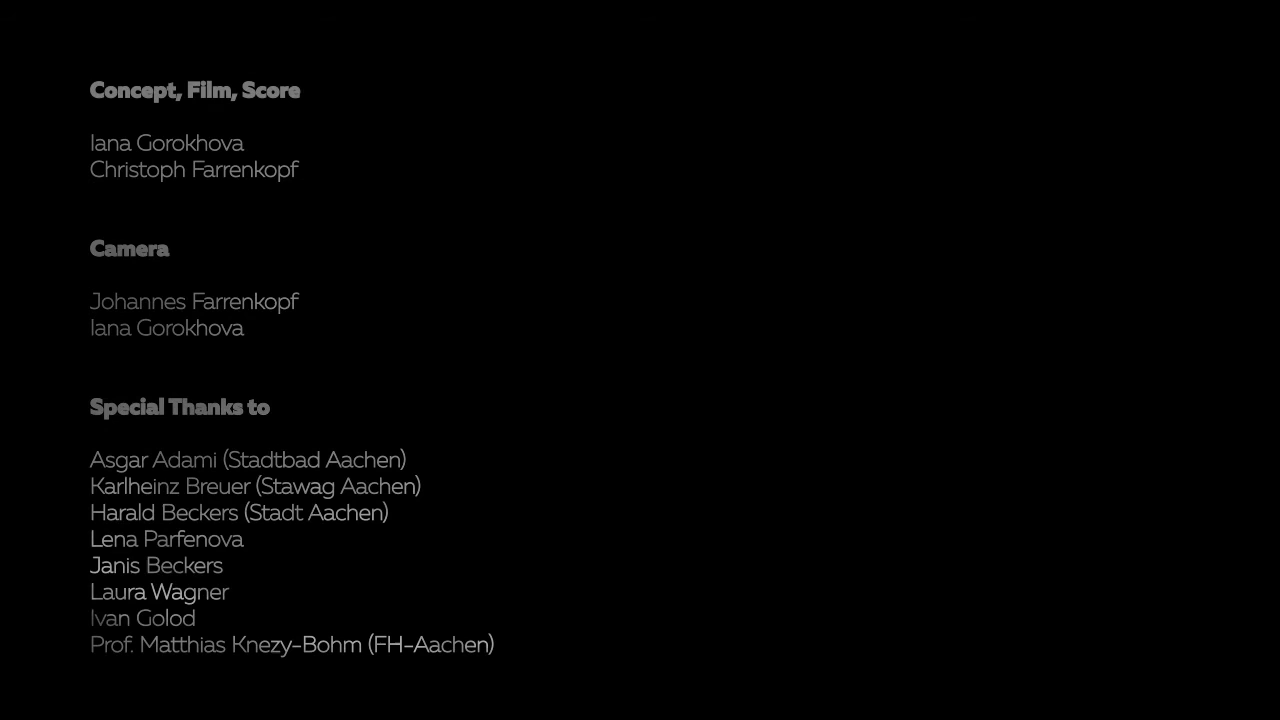 Concept, Film, Score
Iana Gorokhova
Christoph Farrenkopf
Camera
Johannes Farrenkopf
Iana Gorokhova
Special Thanks to
Asgar Adami (Stadtbad Aachen)
Karlheinz Breuer (Stawag Aachen)
Harald Beckers (Stadt Aachen)
Lena Parfenova
Janis Beckers
Laura Wagner
Ivan Golod
Prof. Matthias Knezy-Bohm (FH-Aachen)